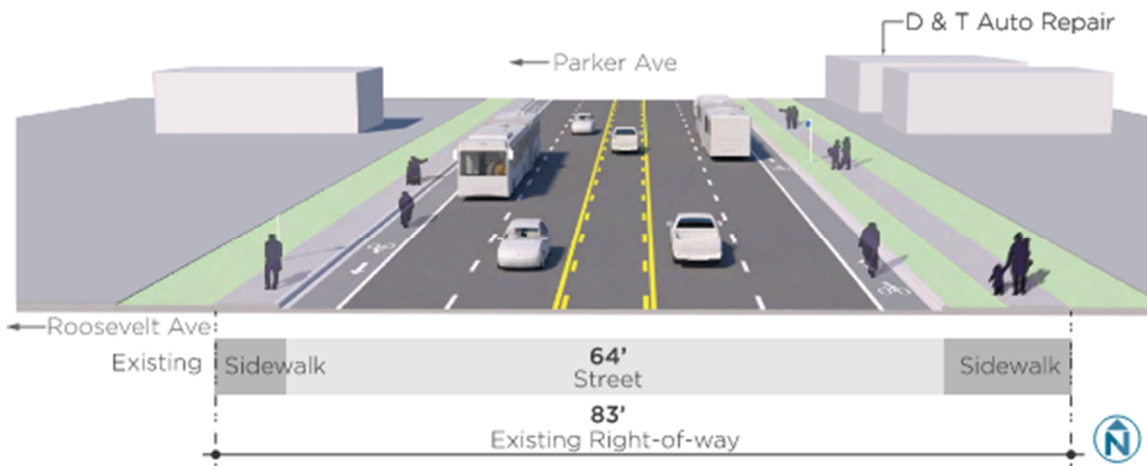 D & T Auto Repair
Parker Ave
Roosevelt Ave
Existing
Sidewalk
64’
Street
Sidewalk
83’
Existing Right-of-way
N